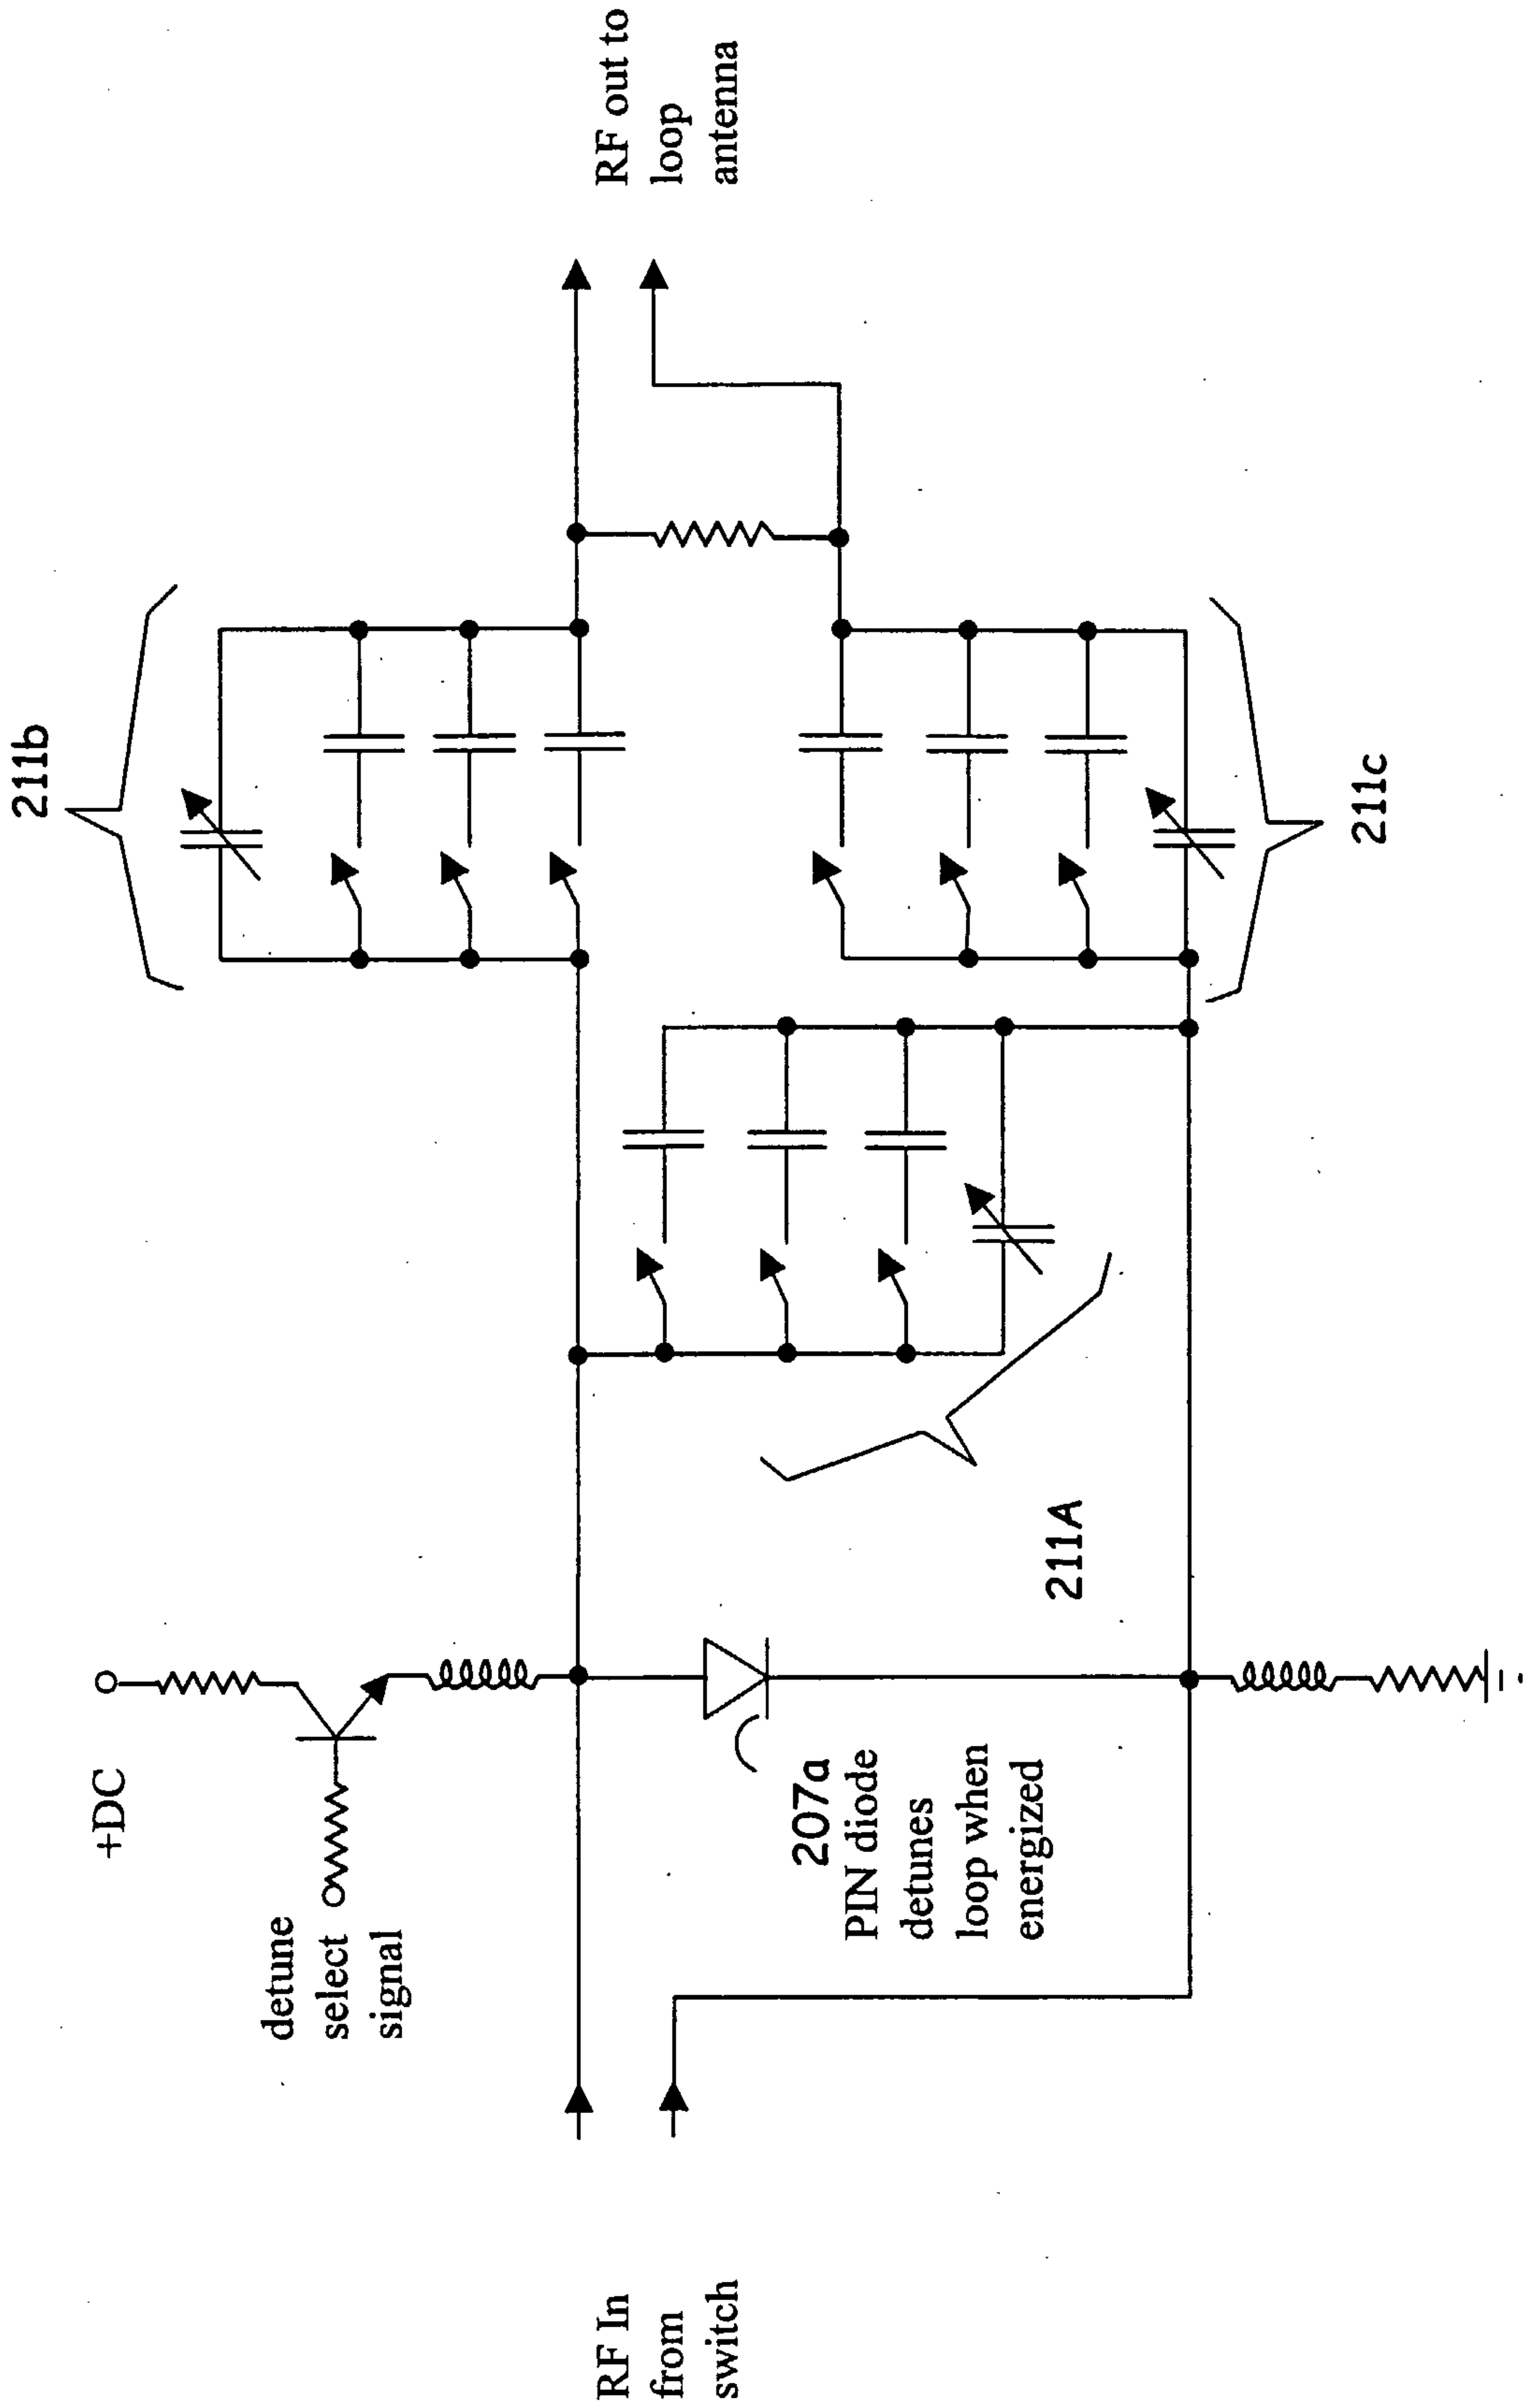 +DC
detune
select
signal
211b
RF In
from
switch
207a
PIN diode
detunes
loop when
energized
211A
211c
RF out to
loop
antenna